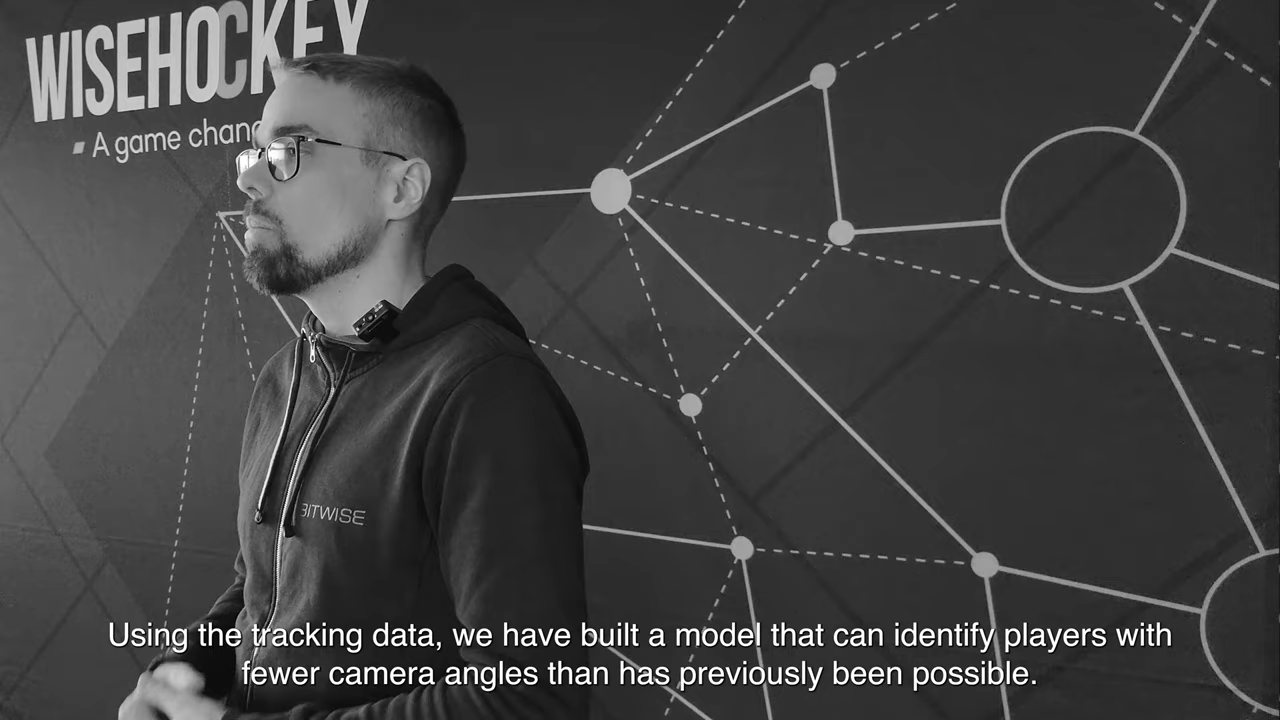 WISEHOCKEY
A game chang
BITWISE
Using the tracking data, we have built a model that can identify players with
fewer camera angles than has previously been possible.